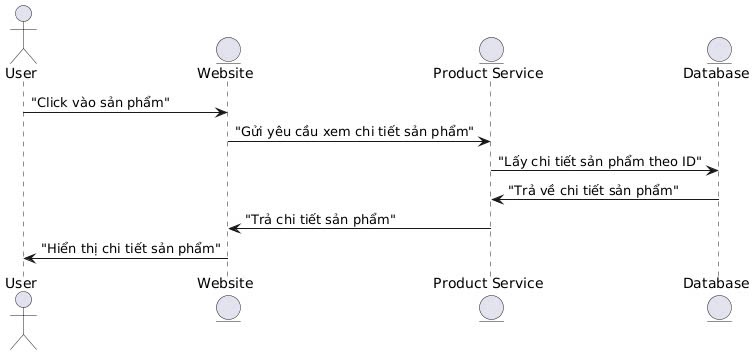 User
Website
Product Service
Database
"Click vào sản phẩm"
"Gửi yêu cầu xem chi tiết sản phẩm"
"Lấy chi tiết sản phẩm theo ID"
"Trả về chi tiết sản phẩm"
"Trả chi tiết sản phẩm"
"Hiển thị chi tiết sản phẩm"
User
Website
Product Service
Database